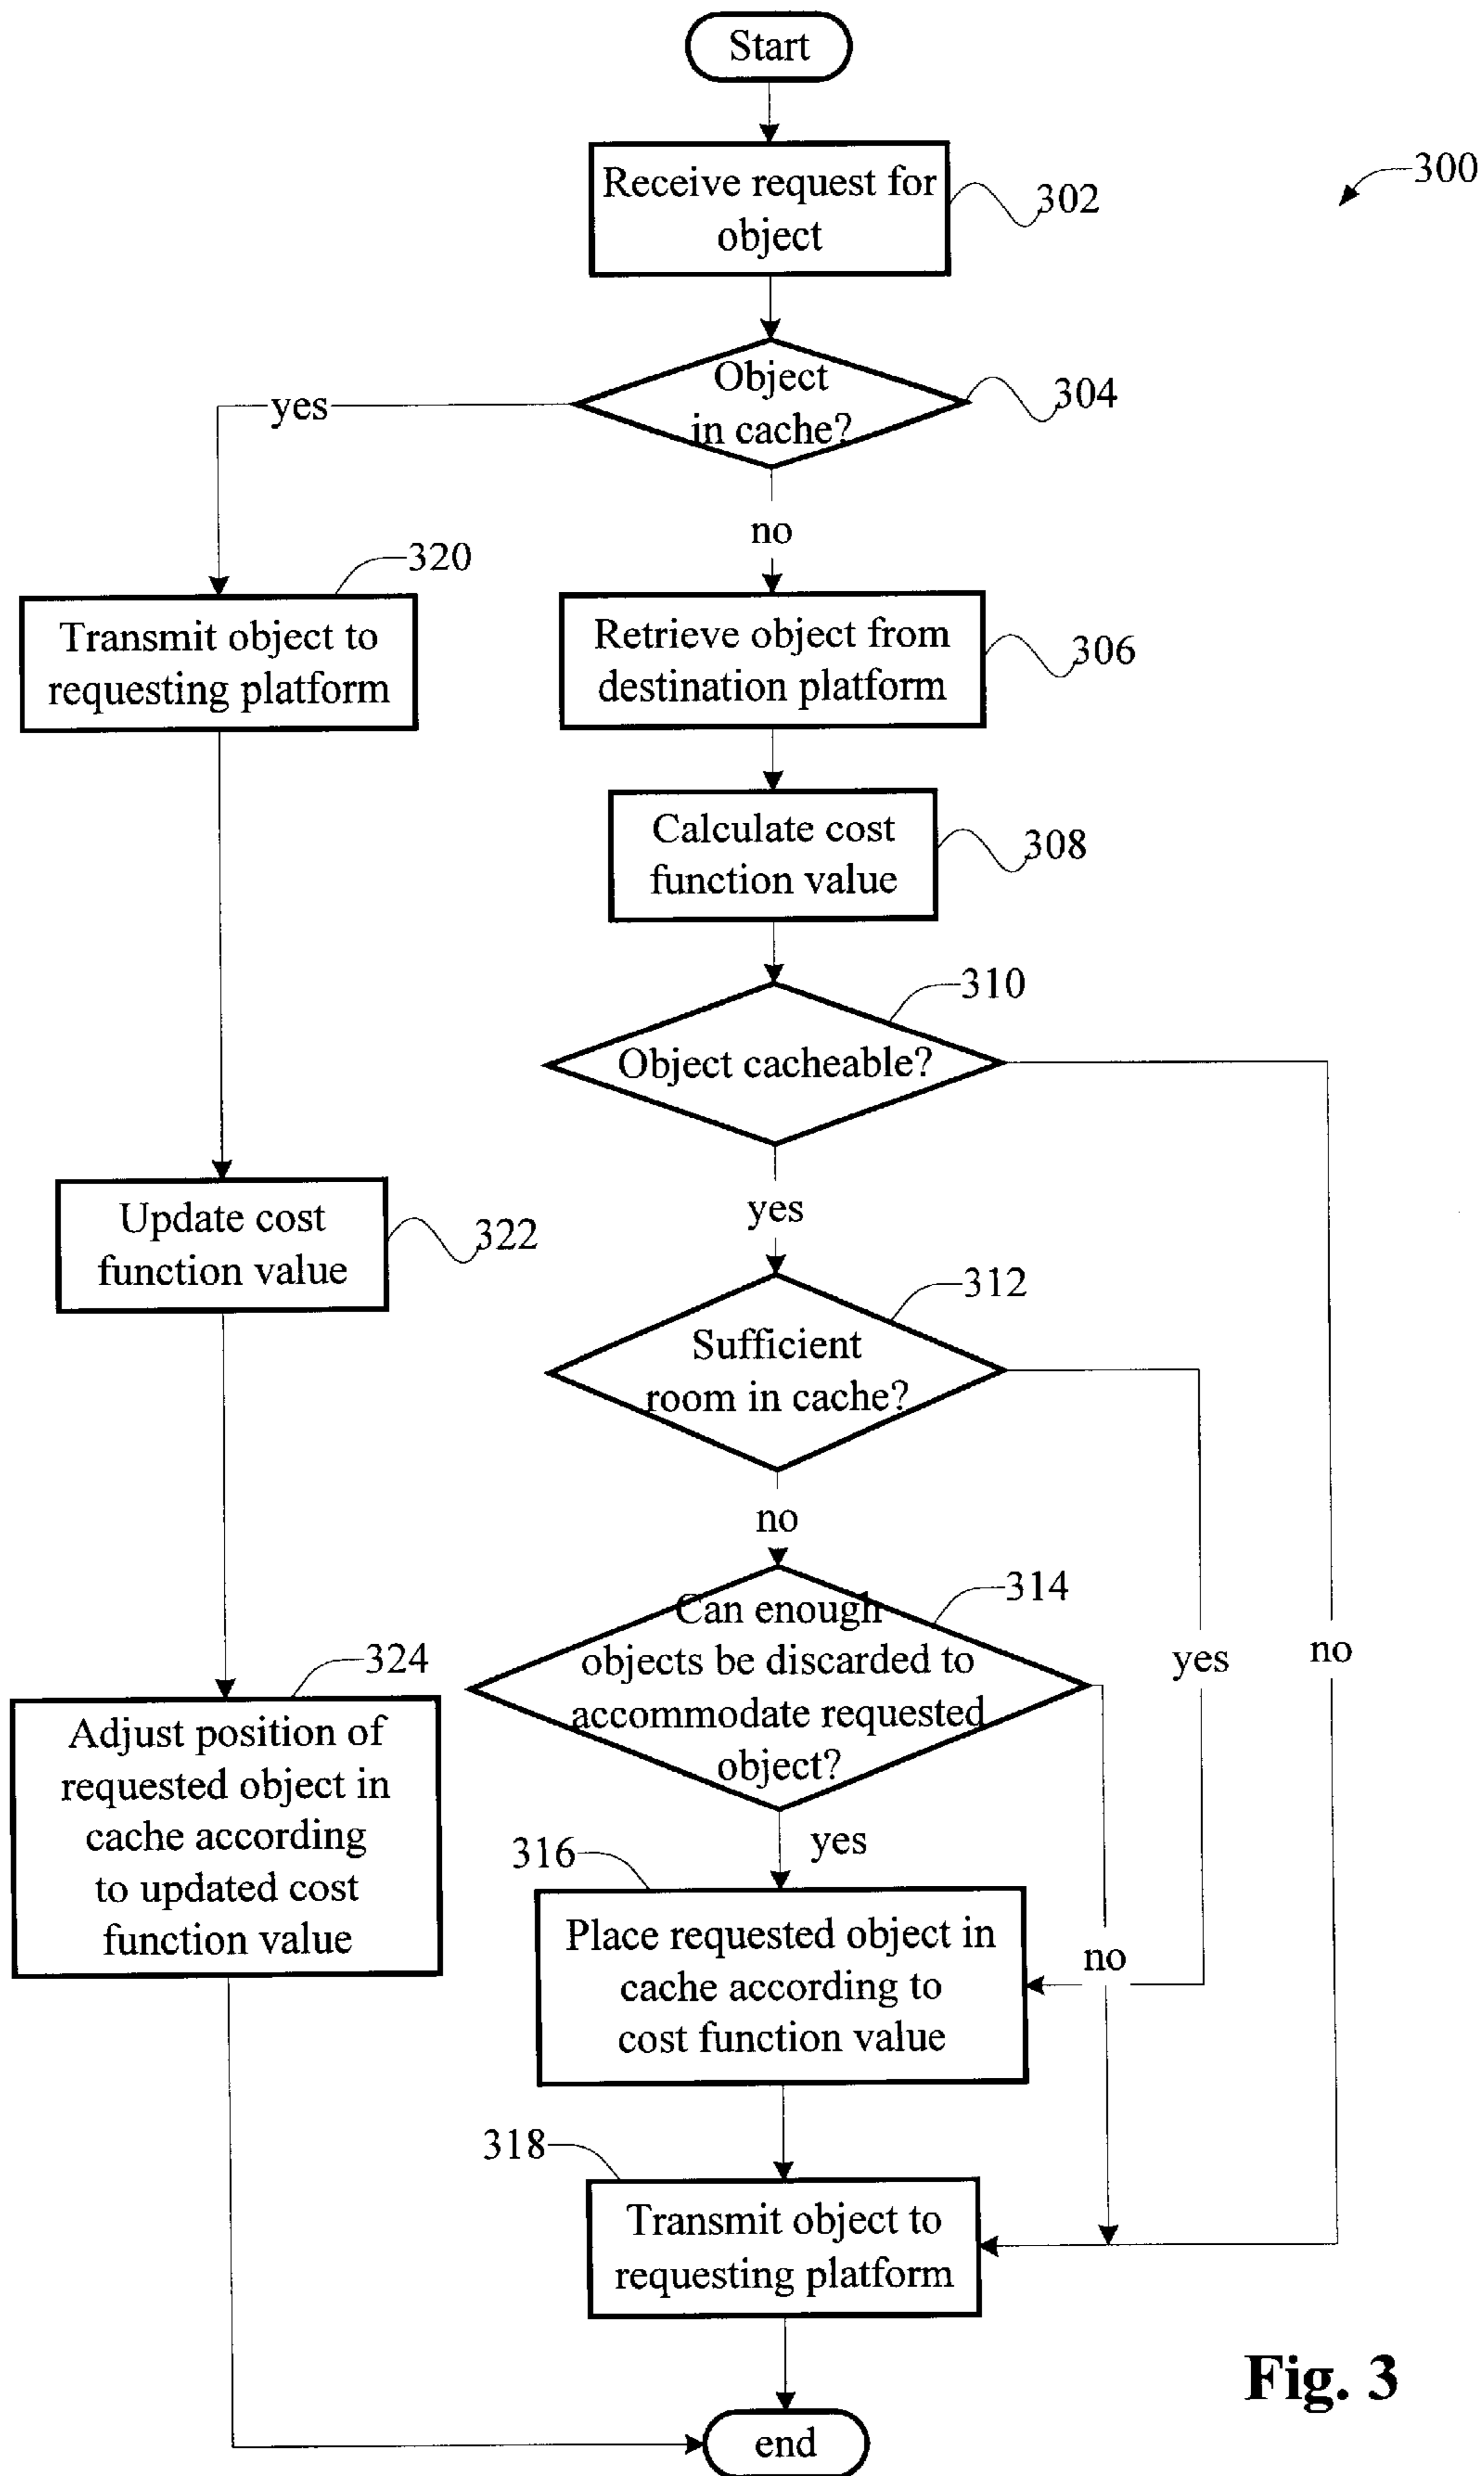 Start
Receive request for
object
302
300
Object
in cache?
304
yes
no
320
Transmit object to
requesting platform
Retrieve object from
destination platform
306
Calculate cost
function value
308
310
Object cacheable?
yes
Update cost
function value
322
312
Sufficient
room in cache?
no
314
Can enough
objects be discarded to
accommodate requested
object?
yes
no
324
Adjust position of
requested object in
cache according
to updated cost
function value
yes
316
Place requested object in
cache according to
cost function value
no
318
Transmit object to
requesting platform
Fig. 3
end